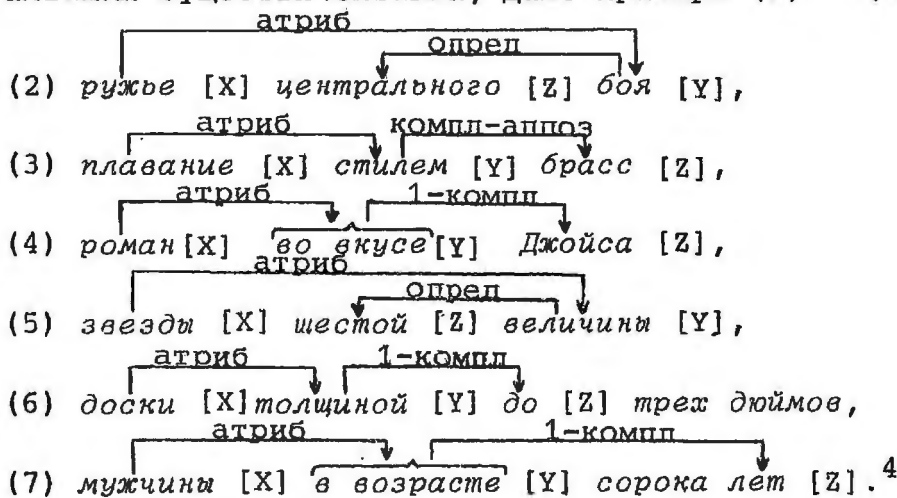 атриб
опрел
(2) ружье [X] центрального [Z] боя [Y],
атриб компл-аппоз
(3) плавание [X] стилем [Y] брасс [Z],
атриб 1-компл
(4) роман[X] во вкусе[Y] Джойса [Z],
атриб
опрел
(5) звезды [X] шестой [Z] величины [Y],
атриб 1-компл
(6) доски [X]толщиной [Y] до [Z] трех дюймов,
атриб 1-компл
(7) мужчины [X] в возрасте [Y] сорока лет [Z].4